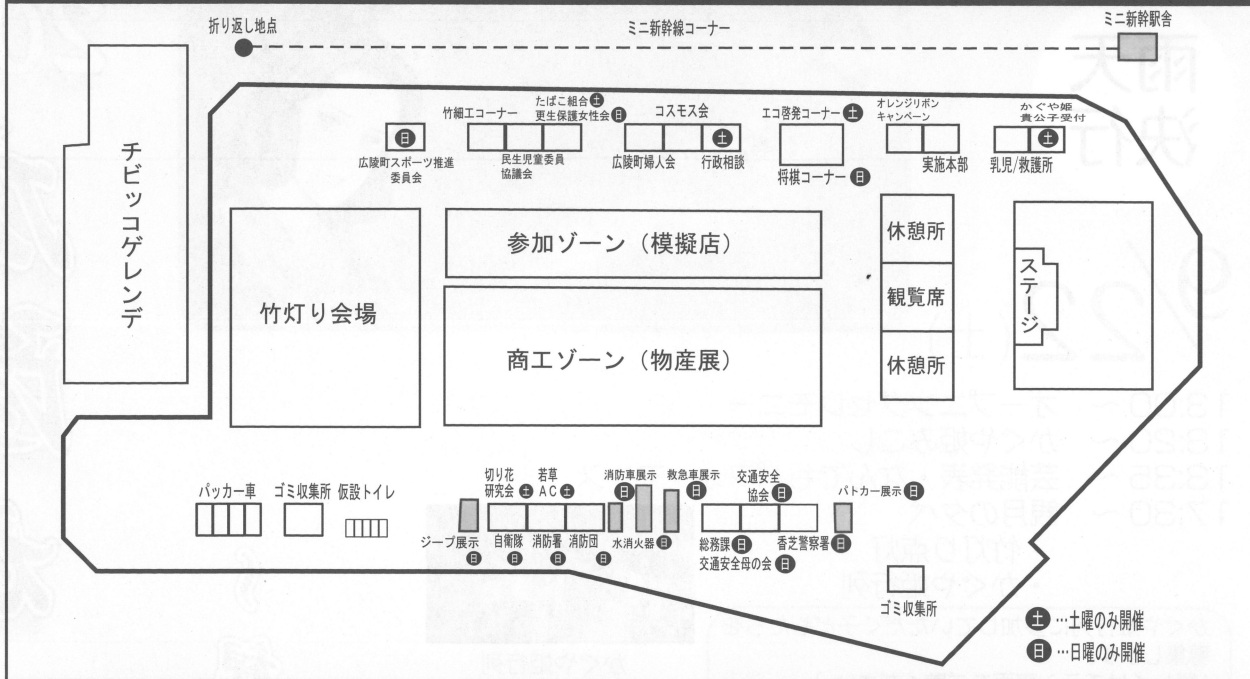 折り返し地点
ミニ新幹線コーナー
ミニ新幹駅舎
チビッコゲレンデ
日
広陵町スポーツ推進
委員会
竹細工コーナー
たばこ組合 土
更生保護女性会 日
民生児童委員
協議会
コスモス会
土
広陵町婦人会
行政相談
エコ啓発コーナー 土
将棋コーナー 日
オレンジリボン
キャンペーン
実施本部
かぐや姫
貴公子受付
土
乳児/救護所
竹灯り会場
参加ゾーン(模擬店)
商工ゾーン(物産展)
休憩所
観覧席
休憩所
ステージ
パッカー車
ゴミ収集所
仮設トイレ
ジープ展示
日
切り花
研究会 土
若草
AC 土
自衛隊
日
消防署
日
消防団
日
消防車展示
日
水消火器 日
救急車展示
日
交通安全
協会 日
総務課 日
交通安全母の会 日
香芝警察署 日
パトカー展示 日
ゴミ収集所
土 …土曜のみ開催
日 …日曜のみ開催
雨天
決行
9/22